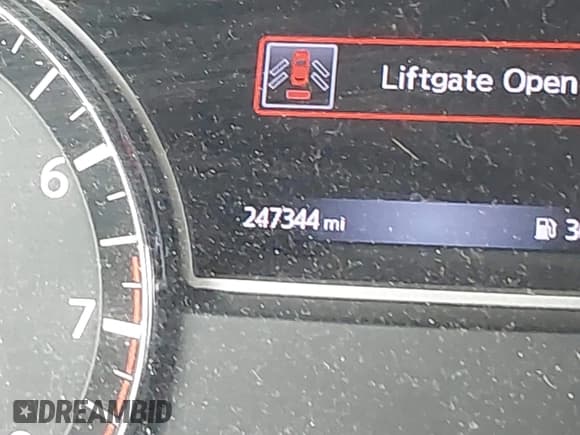 Liftgate Open
6
247344 mi
7
DREAMBID